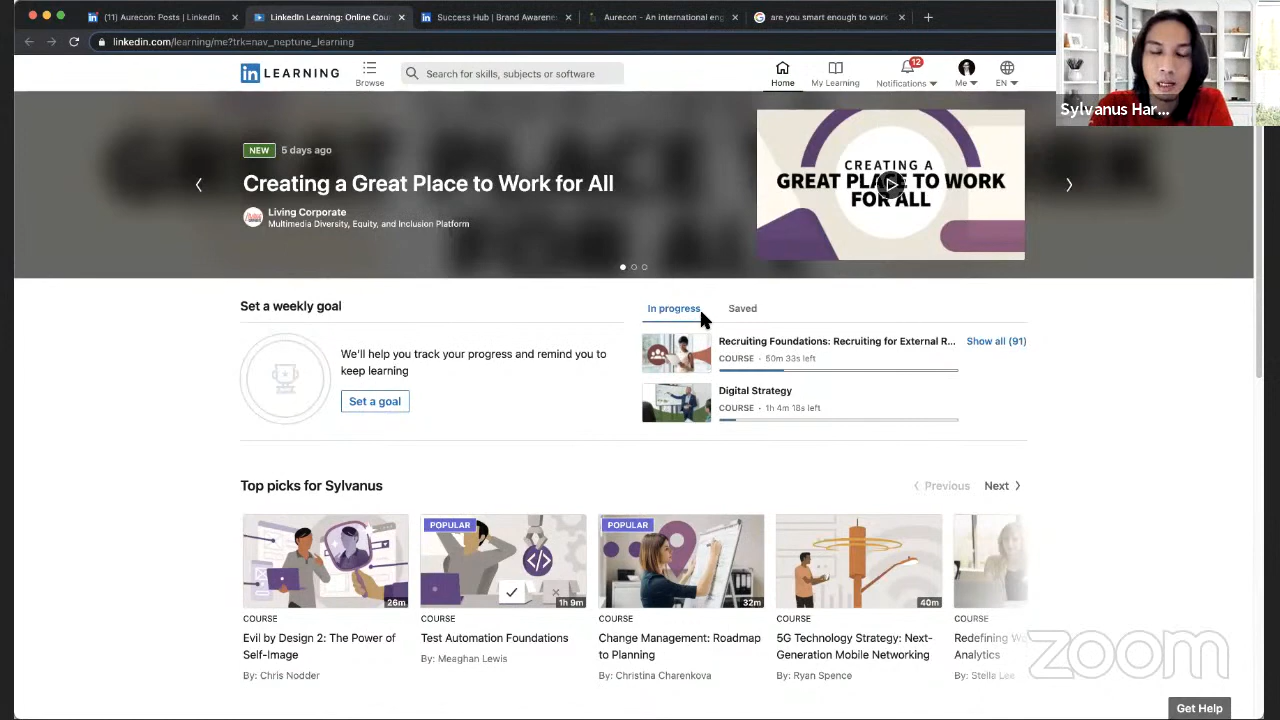 (11) Aurecon: Posts | LinkedIn
LinkedIn Learning: Online Cou
Success Hub | Brand Awarene
Aurecon - An international eng
are you smart enough to work
linkedin.com/learning/me?trk=nav_neptune_learning
in LEARNING
Browse
Search for skills, subjects or software
Home
My Learning
12
Notifications
Me
EN
Sylvanus Har...
NEW 5 days ago
Creating a Great Place to Work for All
Living Corporate
Multimedia Diversity, Equity, and Inclusion Platform
CREATING A
GREAT PLACE TO WORK
FOR ALL
Set a weekly goal
We'll help you track your progress and remind you to
keep learning
Set a goal
In progress
Saved
Recruiting Foundations: Recruiting for External R...
Show all (91)
COURSE · 50m 33s left
Digital Strategy
COURSE · 1h 4m 18s left
Top picks for Sylvanus
Previous
Next
26m
COURSE
Evil by Design 2: The Power of
Self-Image
By: Chris Nodder
POPULAR
1h 9m
COURSE
Test Automation Foundations
By: Meaghan Lewis
POPULAR
32m
COURSE
Change Management: Roadmap
to Planning
By: Christina Charenkova
40m
COURSE
5G Technology Strategy: Next-
Generation Mobile Networking
By: Ryan Spence
COURSE
Redefining W
Analytics
By: Stella Lee
zoom
Get Help